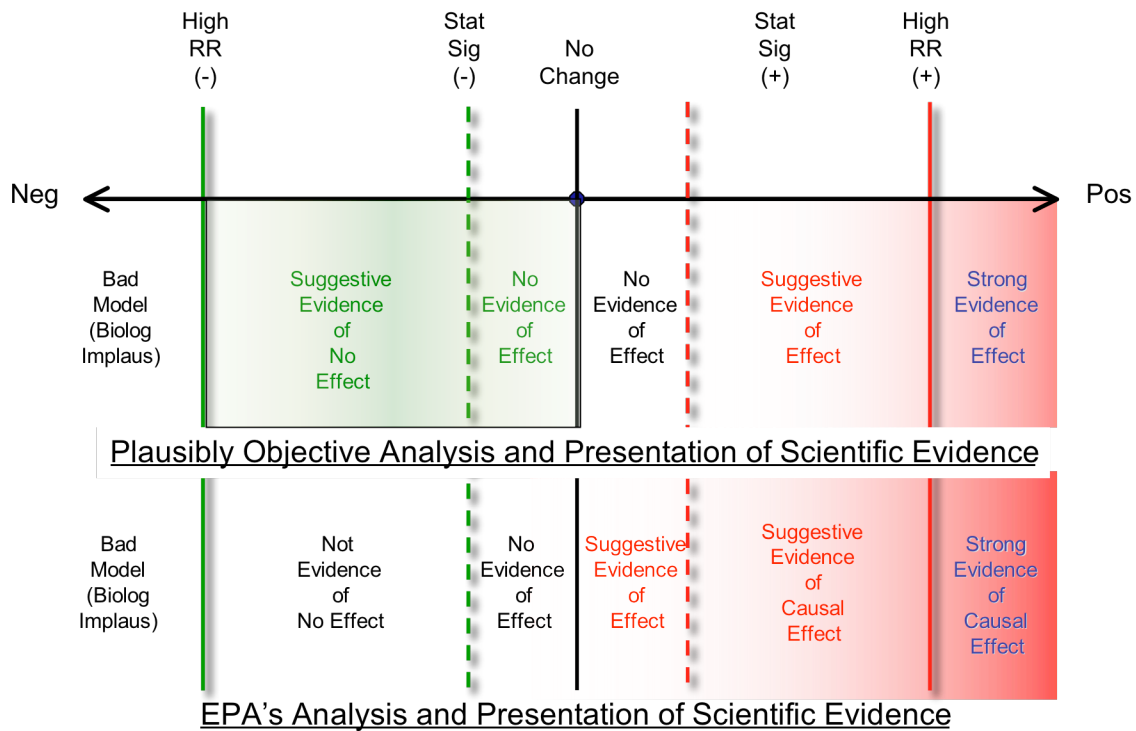 High
RR
(-)
Stat
Sig
(-)
No
Change
Stat
Sig
(+)
High
RR
(+)
Neg
Pos
Bad
Model
(Biolog
Implaus)
Suggestive
Evidence
of
No
Effect
No
Evidence
of
Effect
No
Evidence
of
Effect
Suggestive
Evidence
of
Effect
Strong
Evidence
of
Effect
Plausibly Objective Analysis and Presentation of Scientific Evidence
Bad
Model
(Biolog
Implaus)
Not
Evidence
of
No Effect
No
Evidence
of
Effect
Suggestive
Evidence
of
Effect
Suggestive
Evidence
of
Causal
Effect
Strong
Evidence
of
Causal
Effect
EPA's Analysis and Presentation of Scientific Evidence